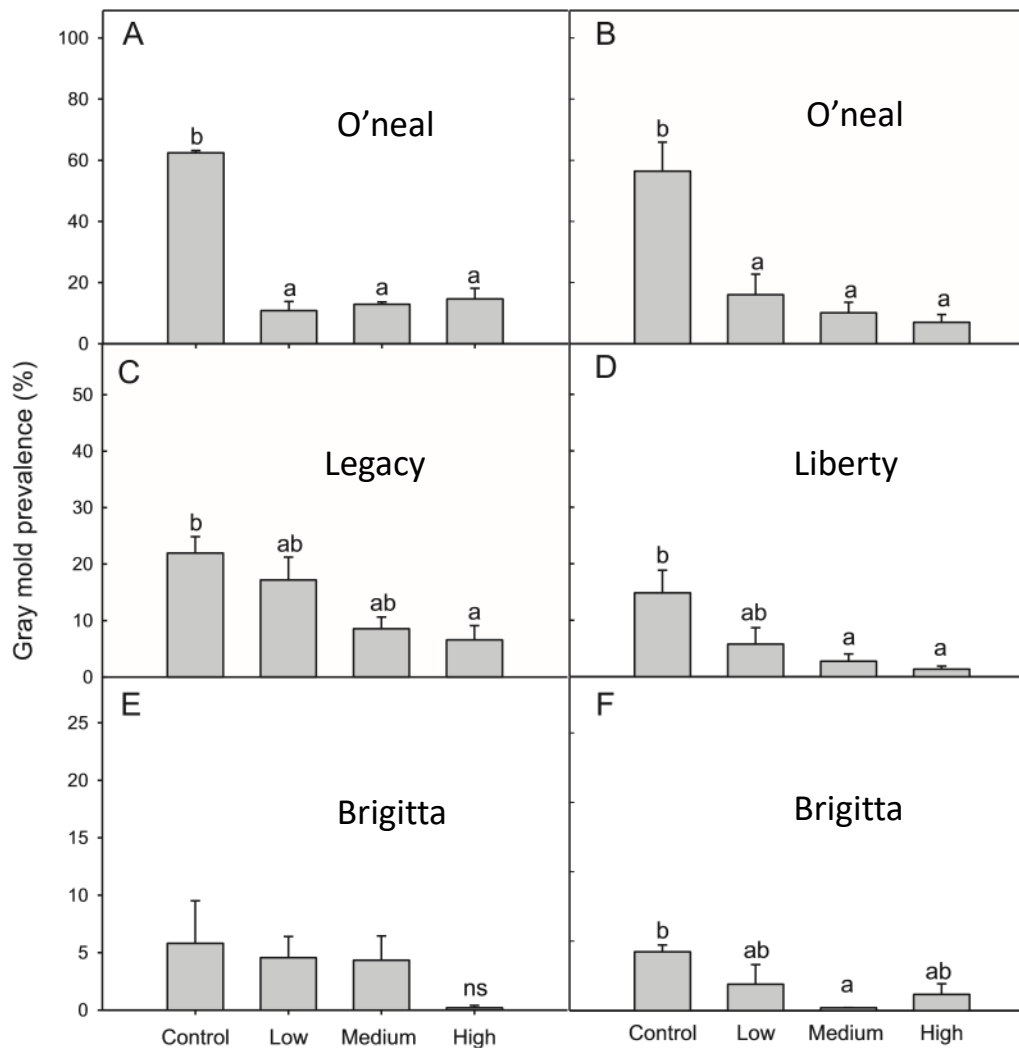 A
B
100
80
60
40
20
0
O'neal
O'neal
b
a
a
a
b
a
a
a
Gray mold prevalence (%)
C
D
50
40
30
20
10
0
Legacy
Liberty
b
ab
ab
a
b
ab
a
a
E
F
25
20
15
10
5
0
Brigitta
Brigitta
ns
b
ab
a
ab
Control Low Medium High
Control Low Medium High